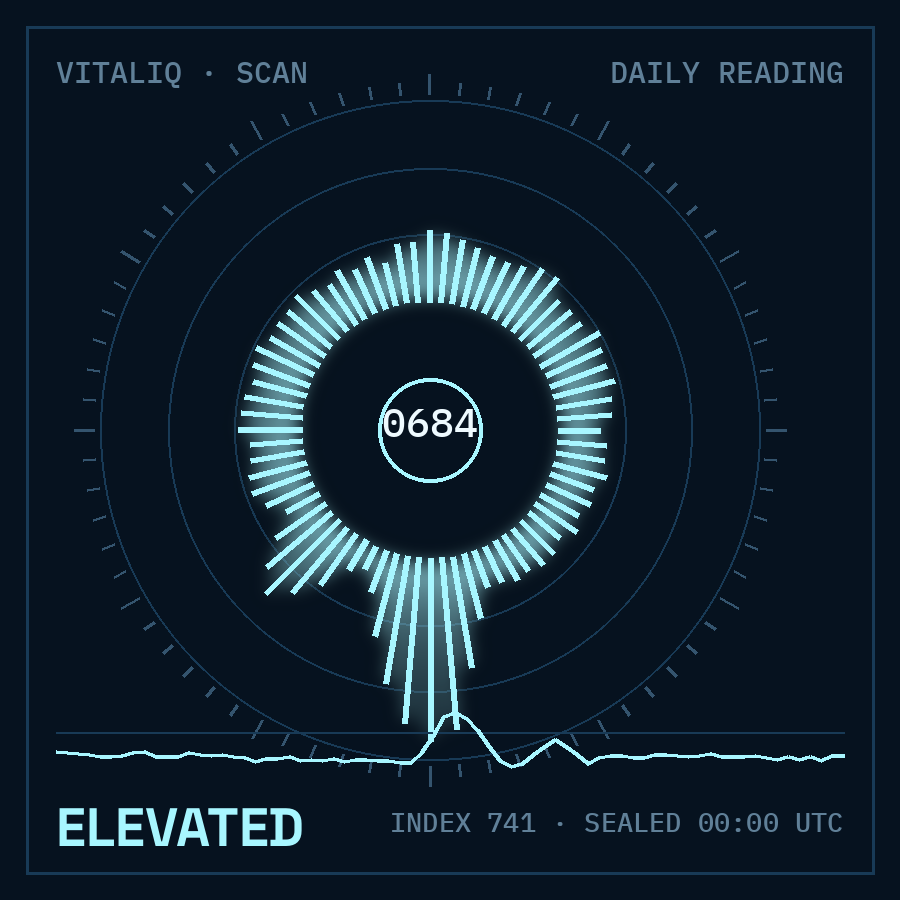 VITALIQ · SCAN
DAILY READING
0684
ELEVATED
INDEX 741 · SEALED 00:00 UTC